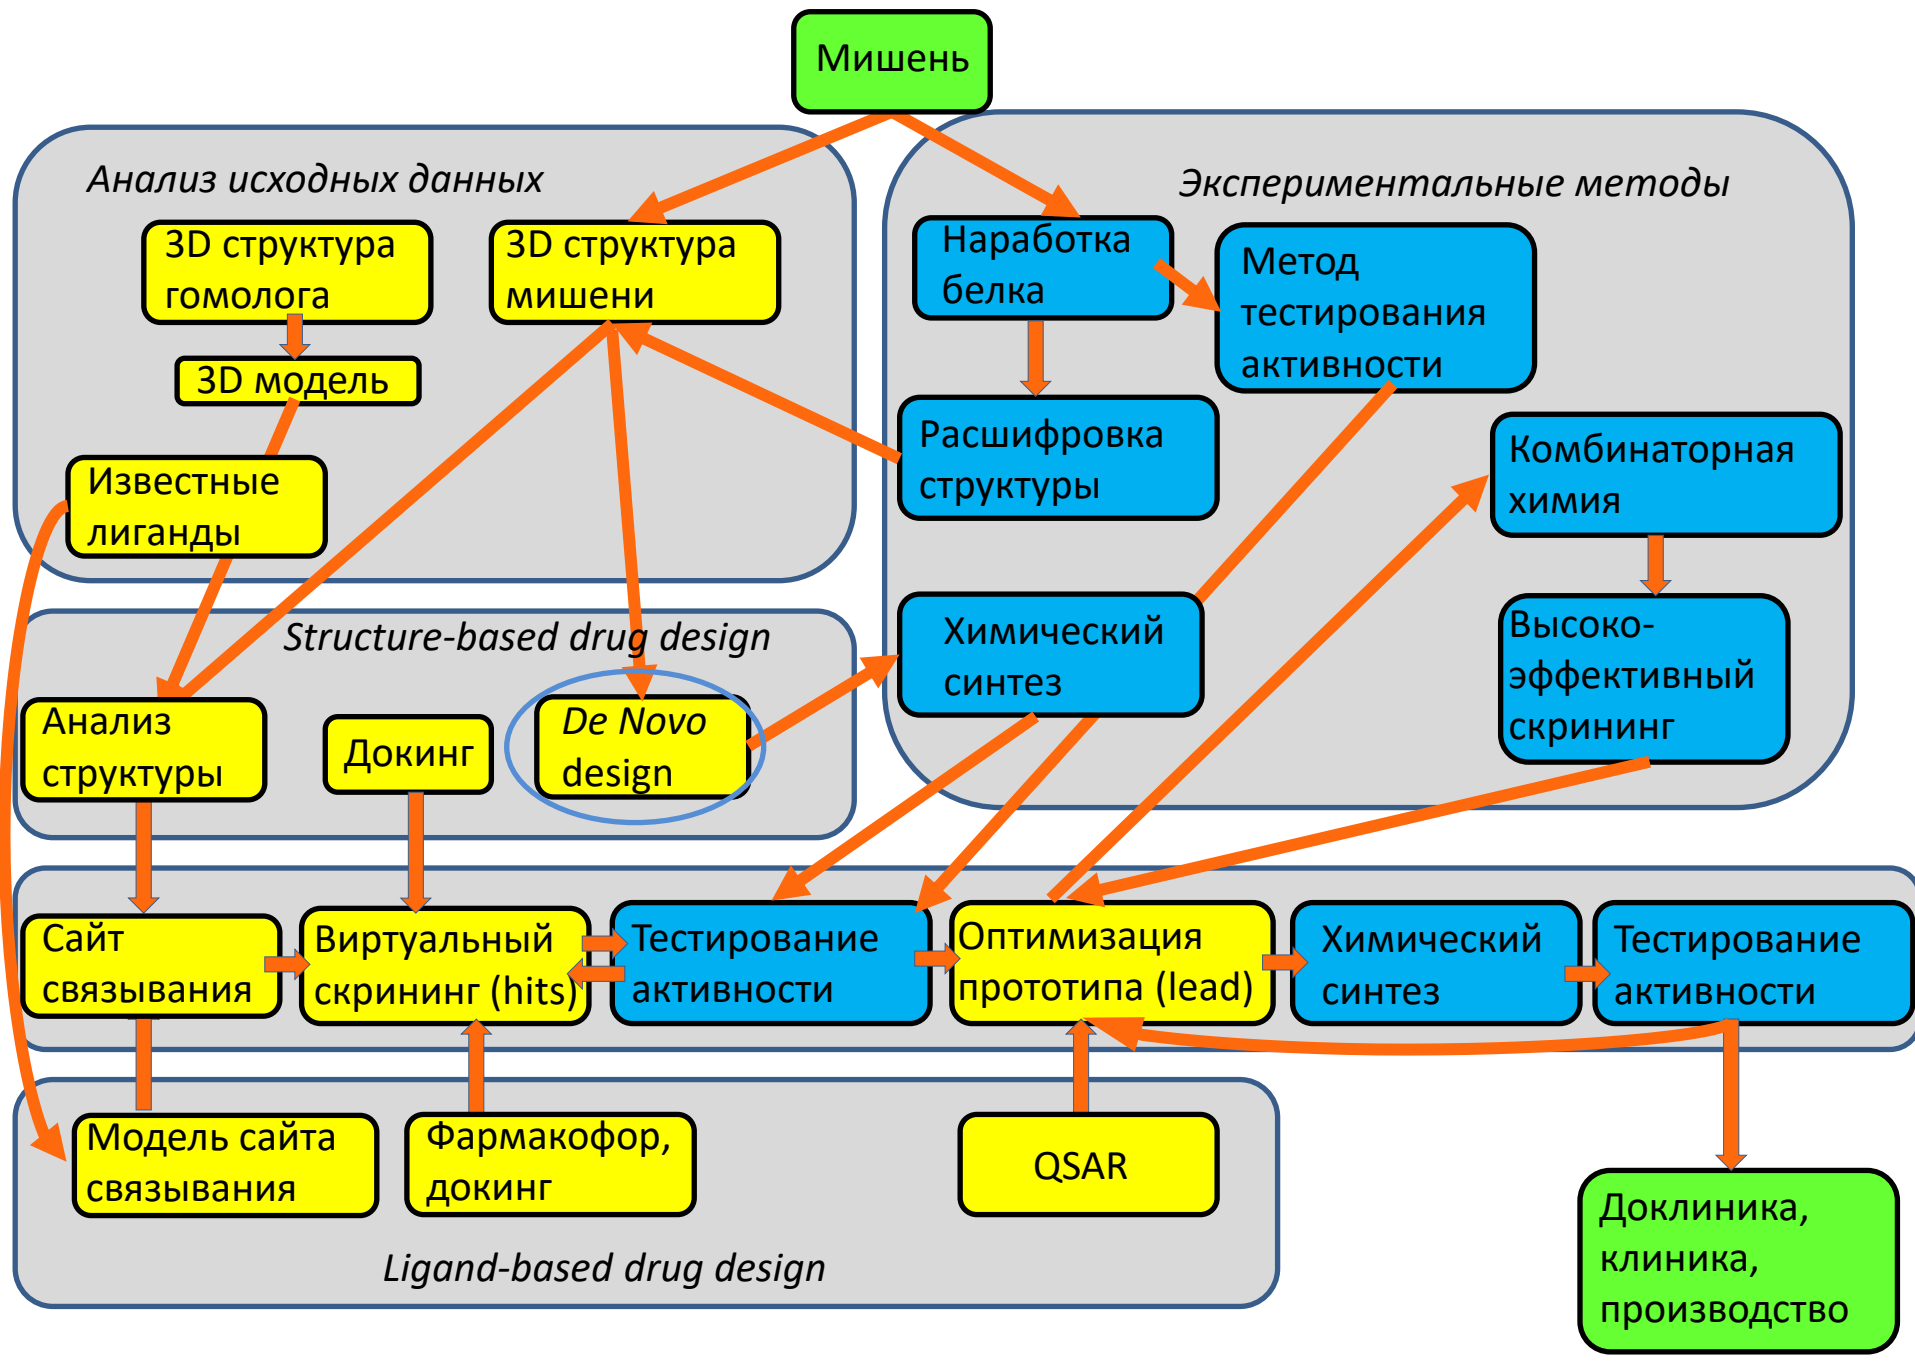 Мишень
Анализ исходных данных
3D структура
гомолога
3D структура
мишени
3D модель
Известные
лиганды
Экспериментальные методы
Наработка
белка
Метод
тестирования
активности
Расшифровка
структуры
Комбинаторная
химия
Химический
синтез
Высоко-
эффективный
скрининг
Structure-based drug design
Анализ
структуры
Докинг
De Novo
design
Сайт
связывания
Виртуальный
скрининг (hits)
Тестирование
активности
Оптимизация
прототипа (lead)
Химический
синтез
Тестирование
активности
Модель сайта
связывания
Фармакофор,
докинг
QSAR
Ligand-based drug design
Доклиника,
клиника,
производство